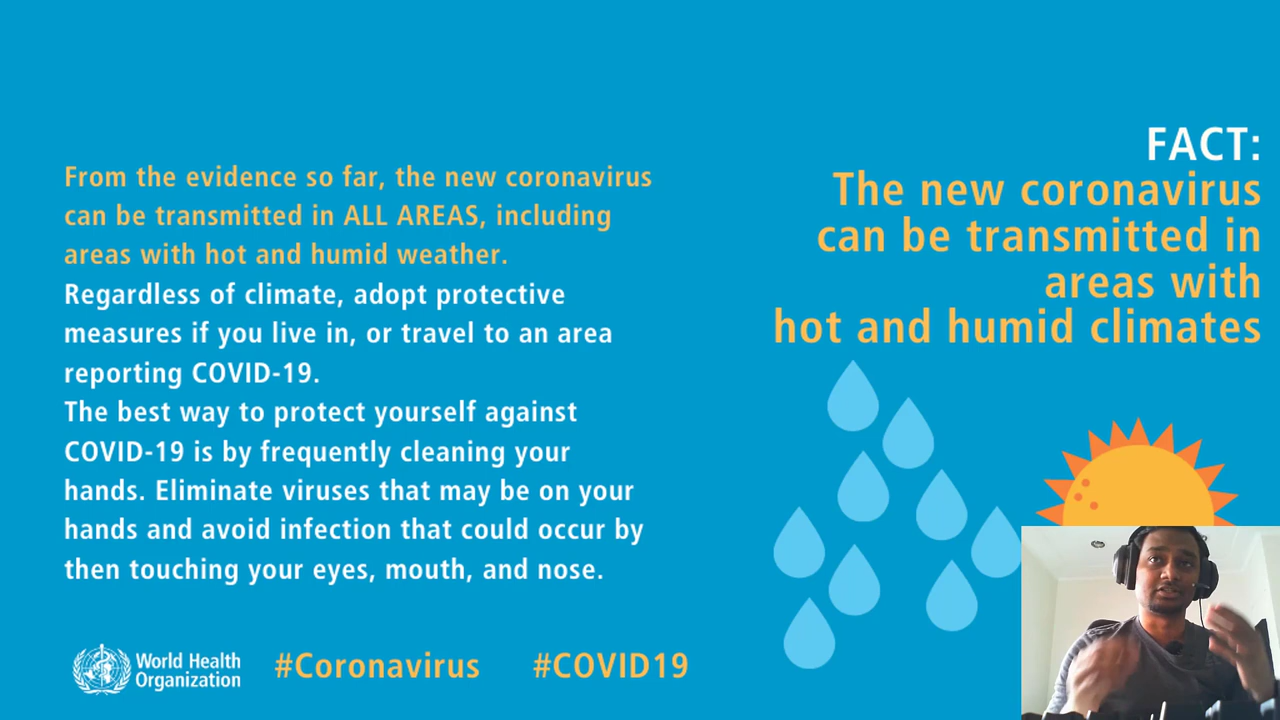 FACT:
The new coronavirus
can be transmitted in
areas with
hot and humid climates
From the evidence so far, the new coronavirus
can be transmitted in ALL AREAS, including
areas with hot and humid weather.
Regardless of climate, adopt protective
measures if you live in, or travel to an area
reporting COVID-19.
The best way to protect yourself against
COVID-19 is by frequently cleaning your
hands. Eliminate viruses that may be on your
hands and avoid infection that could occur by
then touching your eyes, mouth, and nose.
World Health
Organization
#Coronavirus
#COVID19